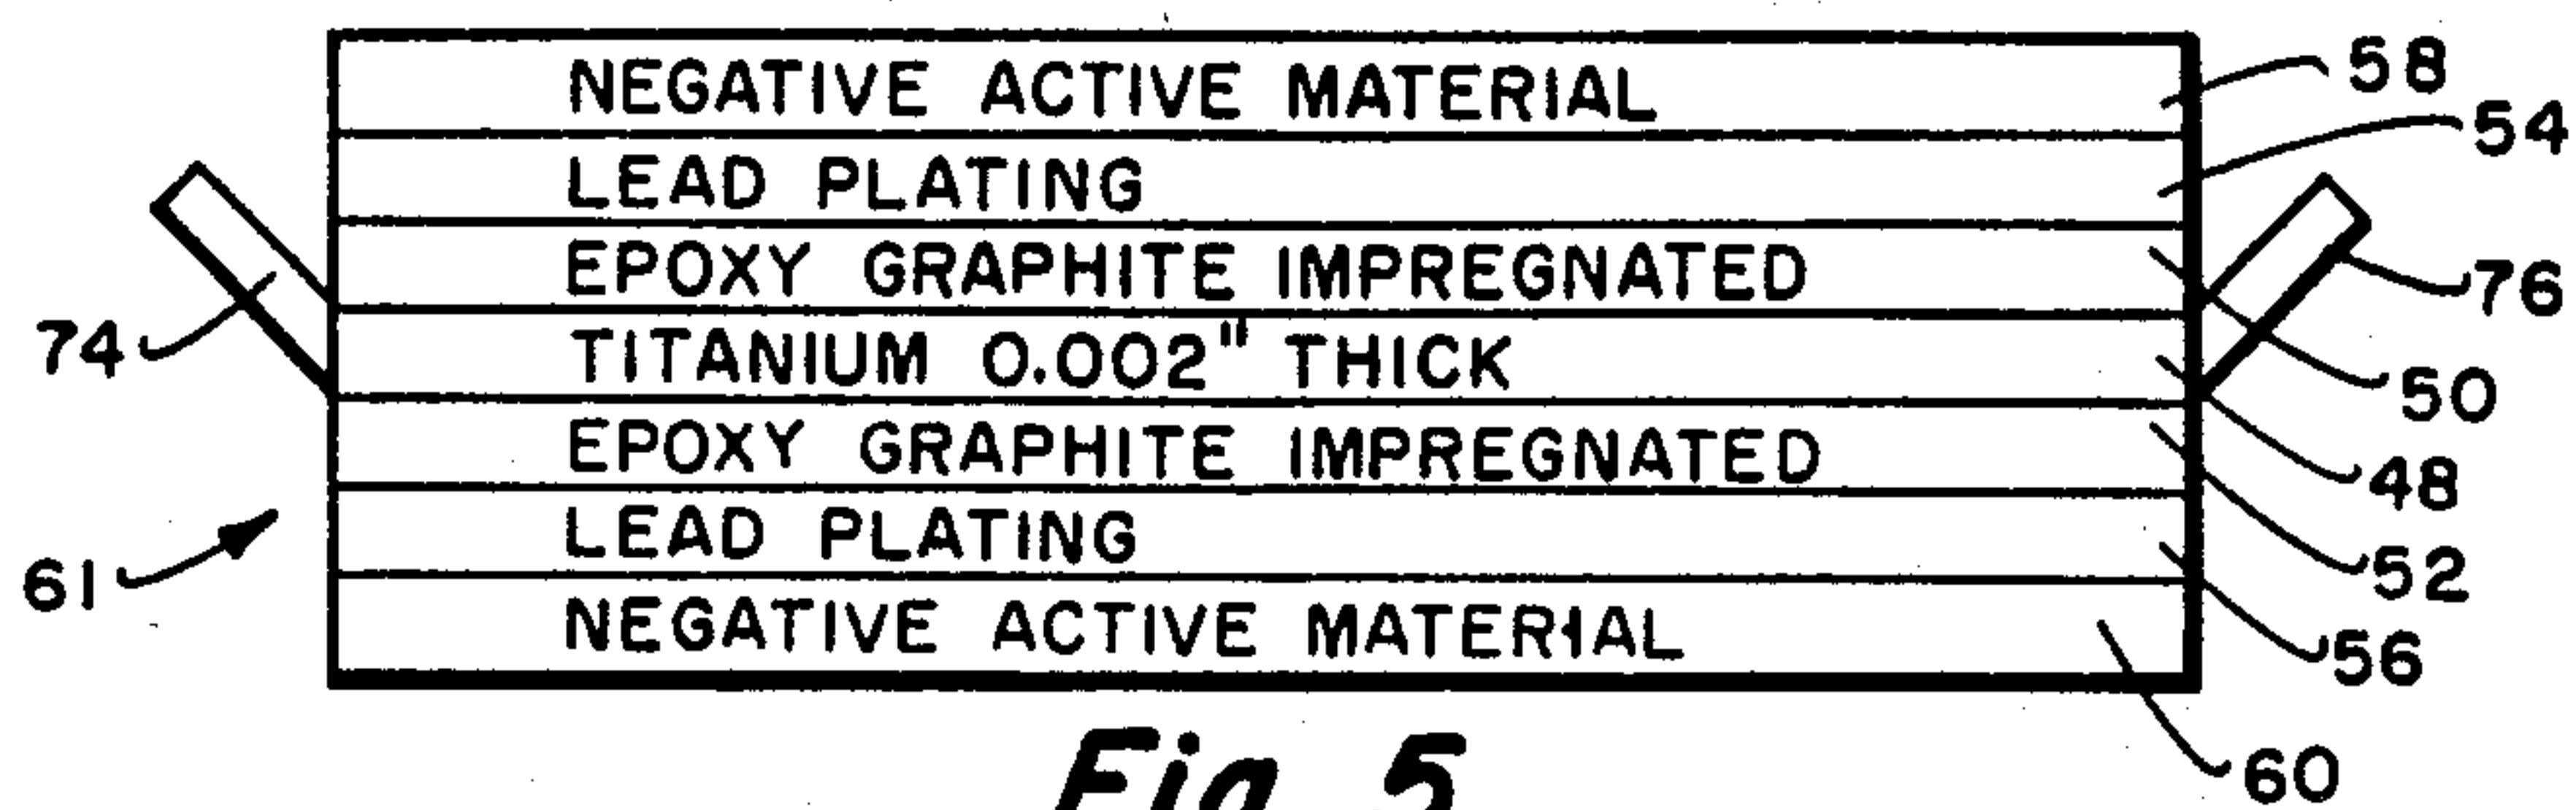 NEGATIVE ACTIVE MATERIAL 58
LEAD PLATING 54
EPOXY GRAPHITE IMPREGNATED 76
74 TITANIUM 0.002" THICK 50
EPOXY GRAPHITE IMPREGNATED 48
61 LEAD PLATING 52
NEGATIVE ACTIVE MATERIAL 56
60
Fig. 5